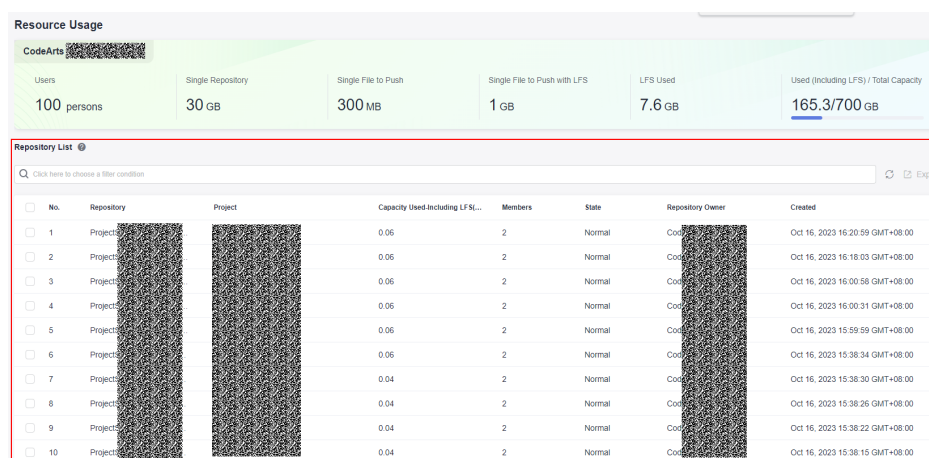 Resource Usage
CodeArts
Users
Single Repository
Single File to Push
Single File to Push with LFS
LFS Used
Used (Including LFS) / Total Capacity
100 persons
30 GB
300 MB
1 GB
7.6 GB
165.3/700 GB
Repository List
Click here to choose a filter condition
Exp
No. Repository Project Capacity Used-Including LFS(... Members State Repository Owner Created
1 Project 0.06 2 Normal Cod Oct 16, 2023 16:20:59 GMT+08:00
2 Project 0.06 2 Normal Cod Oct 16, 2023 16:18:03 GMT+08:00
3 Project 0.06 2 Normal Cod Oct 16, 2023 16:00:58 GMT+08:00
4 Project 0.06 2 Normal Cod Oct 16, 2023 16:00:31 GMT+08:00
5 Project 0.06 2 Normal Cod Oct 16, 2023 15:59:59 GMT+08:00
6 Project 0.06 2 Normal Cod Oct 16, 2023 15:38:34 GMT+08:00
7 Project 0.04 2 Normal Cod Oct 16, 2023 15:38:30 GMT+08:00
8 Project 0.04 2 Normal Cod Oct 16, 2023 15:38:26 GMT+08:00
9 Project 0.04 2 Normal Cod Oct 16, 2023 15:38:22 GMT+08:00
10 Project 0.04 2 Normal Cod Oct 16, 2023 15:38:15 GMT+08:00